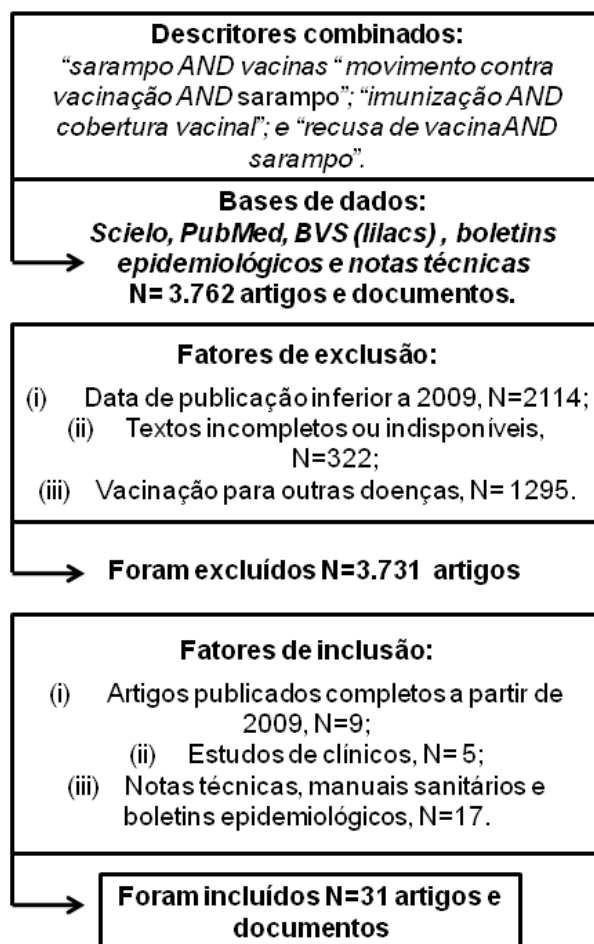 Descritores combinados:
“sarampo AND vacinas “ movimento contra
vacinação AND sarampo”; “imunização AND
cobertura vacinal”; e “recusa de vacinaAND
sarampo”.
Bases de dados:
Scielo, PubMed, BVS (lilacs) , boletins
epidemiológicos e notas técnicas
N= 3.762 artigos e documentos.
Fatores de exclusão:
(i) Data de publicação inferior a 2009, N=2114;
(ii) Textos incompletos ou indisponíveis,
N=322;
(iii) Vacinação para outras doenças, N= 1295.
Foram excluídos N=3.731 artigos
Fatores de inclusão:
(i) Artigos publicados completos a partir de
2009, N=9;
(ii) Estudos de clínicos, N= 5;
(iii) Notas técnicas, manuais sanitários e
boletins epidemiológicos, N=17.
Foram incluídos N=31 artigos e
documentos